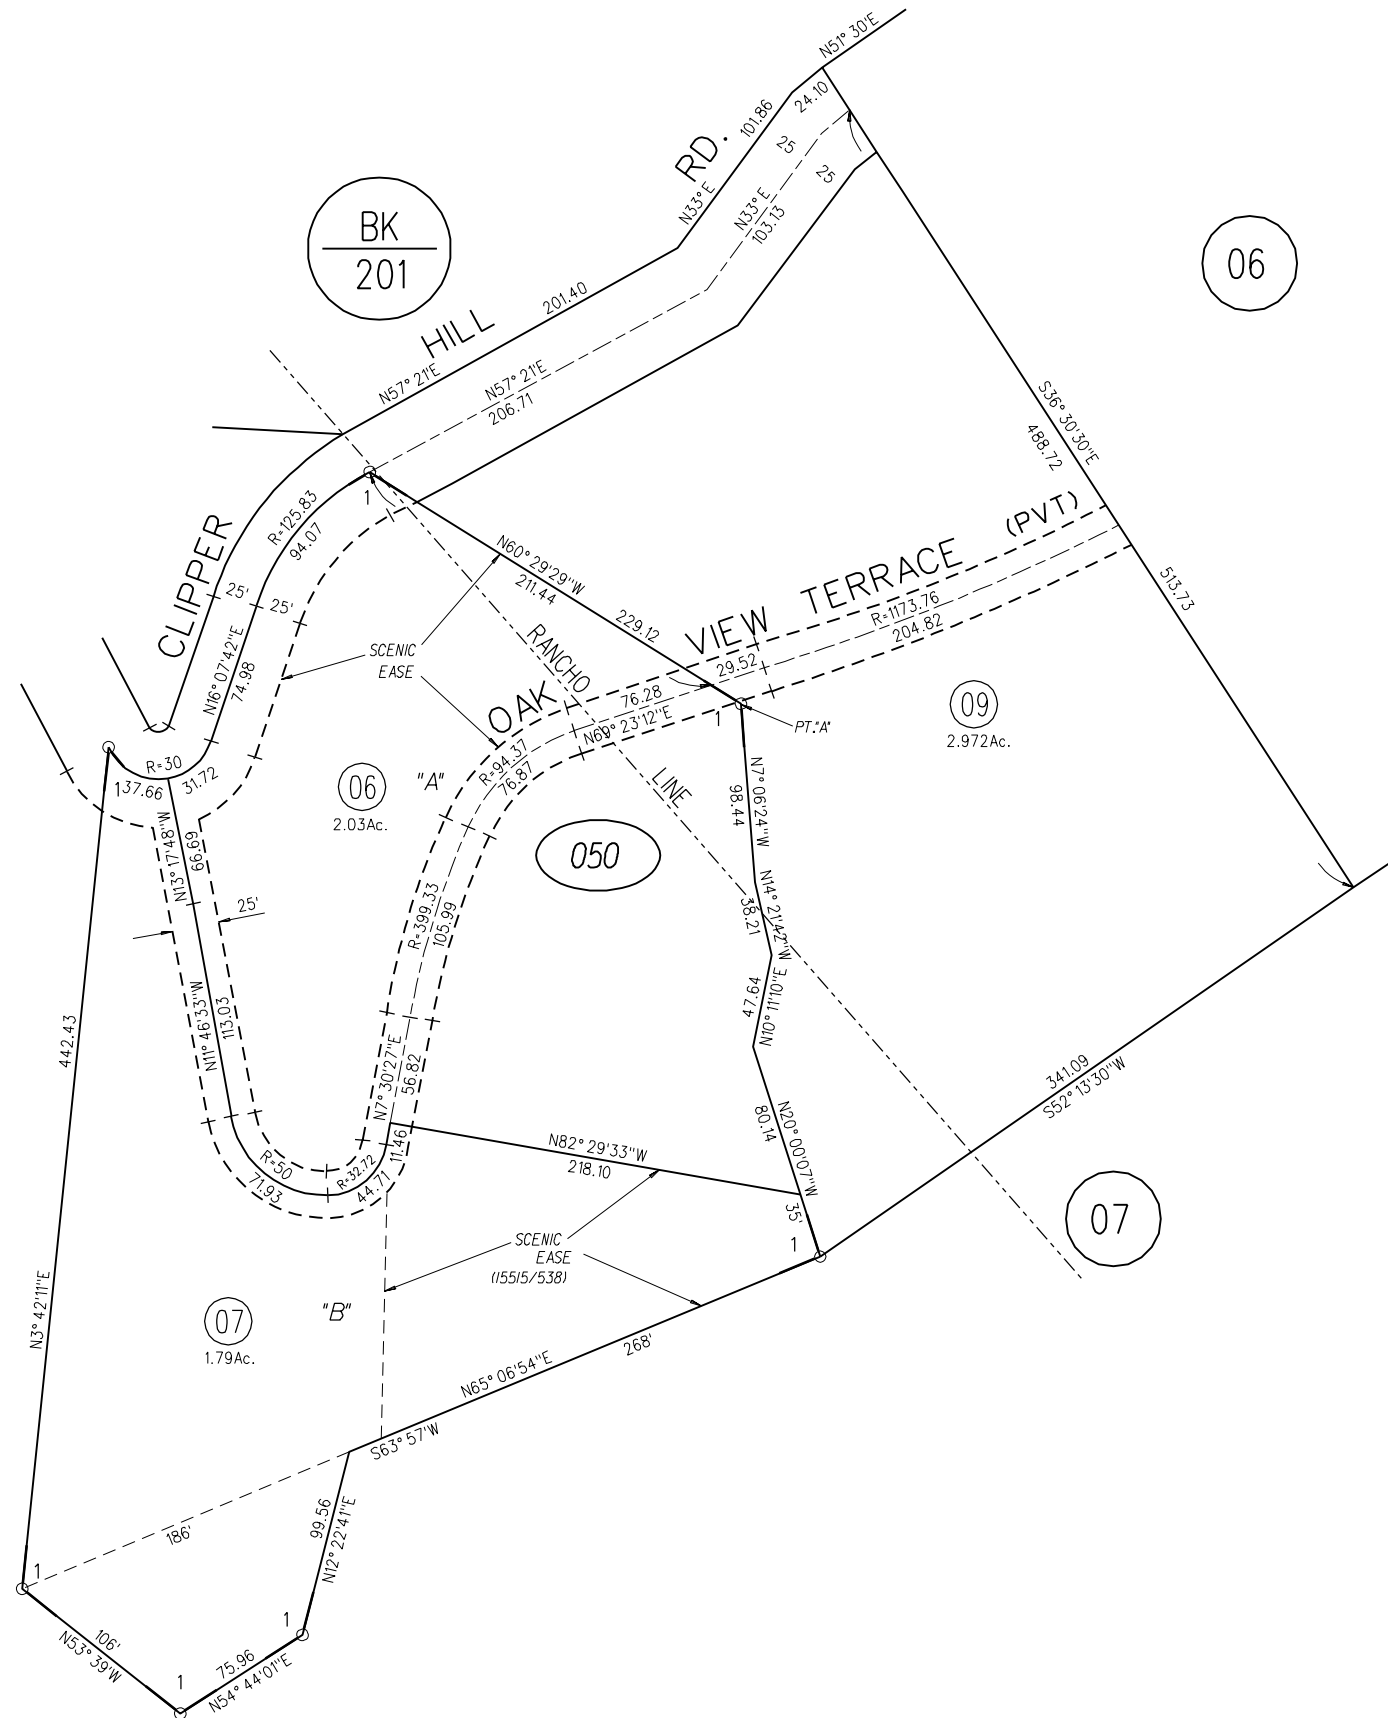 N51° 30'E
24.10
101.86
RD.
25
25
N33° E
N33° E
103.13
BK
201
06
201.40
HILL
N57° 21'E
N57° 21'E
206.71
S36° 30'30"E
488.72
1
R=125.83
94.07
CLIPPER
(PVT)
N60° 29'29"W
211.44
513.73
25'
25'
TERRACE
R=1173.76
204.82
229.12
VIEW
29.52
N16° 07'42"E
74.98
SCENIC
EASE
RANCHO
OAK
76.28
N69° 23'12"E
1
PT."A"
09
2.972Ac.
R=30
137.66
31.72
R=94.37
76.87
06
"A"
2.03Ac.
LINE
N7° 06'24"W
98.44
050
N13° 17'48"W
66.69
25'
R=399.33
105.99
N14° 21'42"W
38.21
47.64
N10° 11'10"E
442.43
N11° 46'33"W
113.03
N7° 30'27"E
56.82
341.09
S52° 13'30"W
N20° 00'07"W
80.14
R=50
71.93
R=32.72
44.71
11.46
N82° 29'33"W
218.10
35'
07
1
SCENIC
EASE
(15515/538)
N3° 42'11"E
07
"B"
1.79Ac.
268'
N65° 06'54"E
S63° 57'W
186'
99.56
N12° 22'41"E
1
1
106'
N53° 39'W
1
75.96
N54° 44'01"E